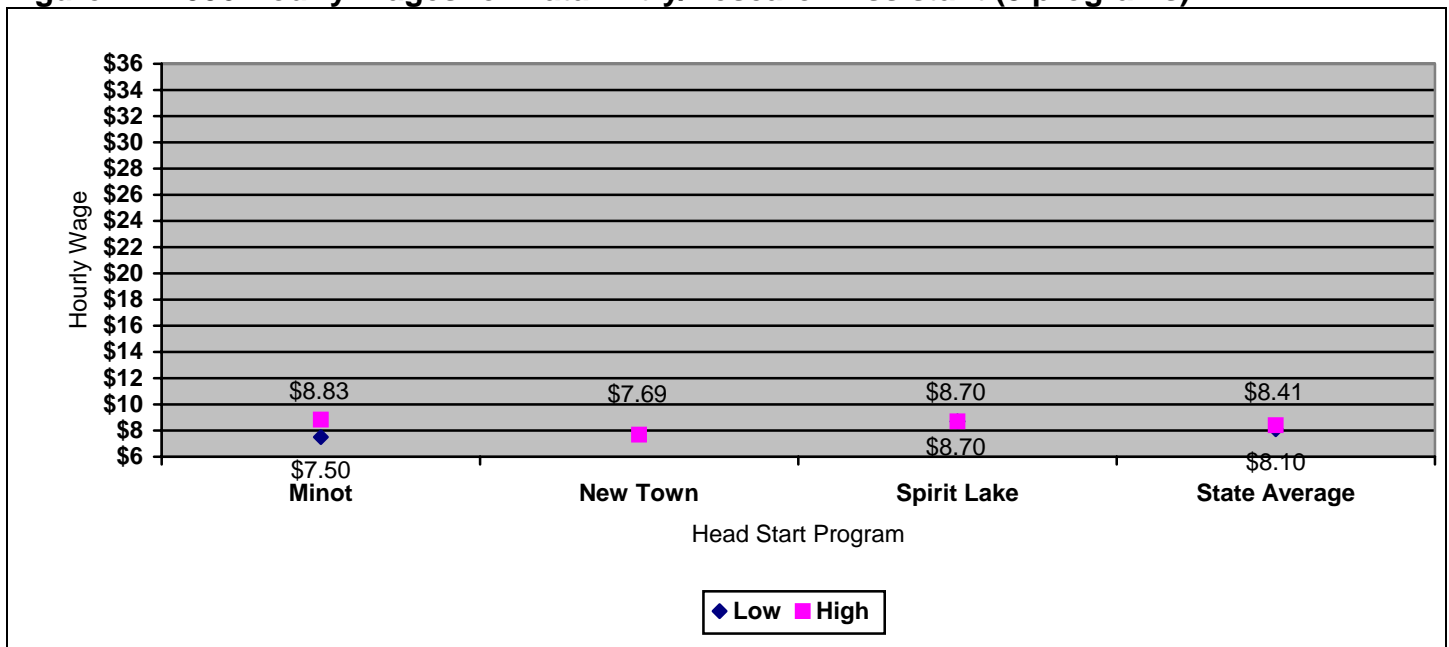 $36
$34
$32
$30
$28
$26
$24
$22
$20
$18
$16
$14
$12
$10
$8
$6
Hourly Wage
$8.83 $7.69 $8.70 $8.41
$7.50 $8.70 $8.10
Minot New Town Spirit Lake State Average
Head Start Program
Low High